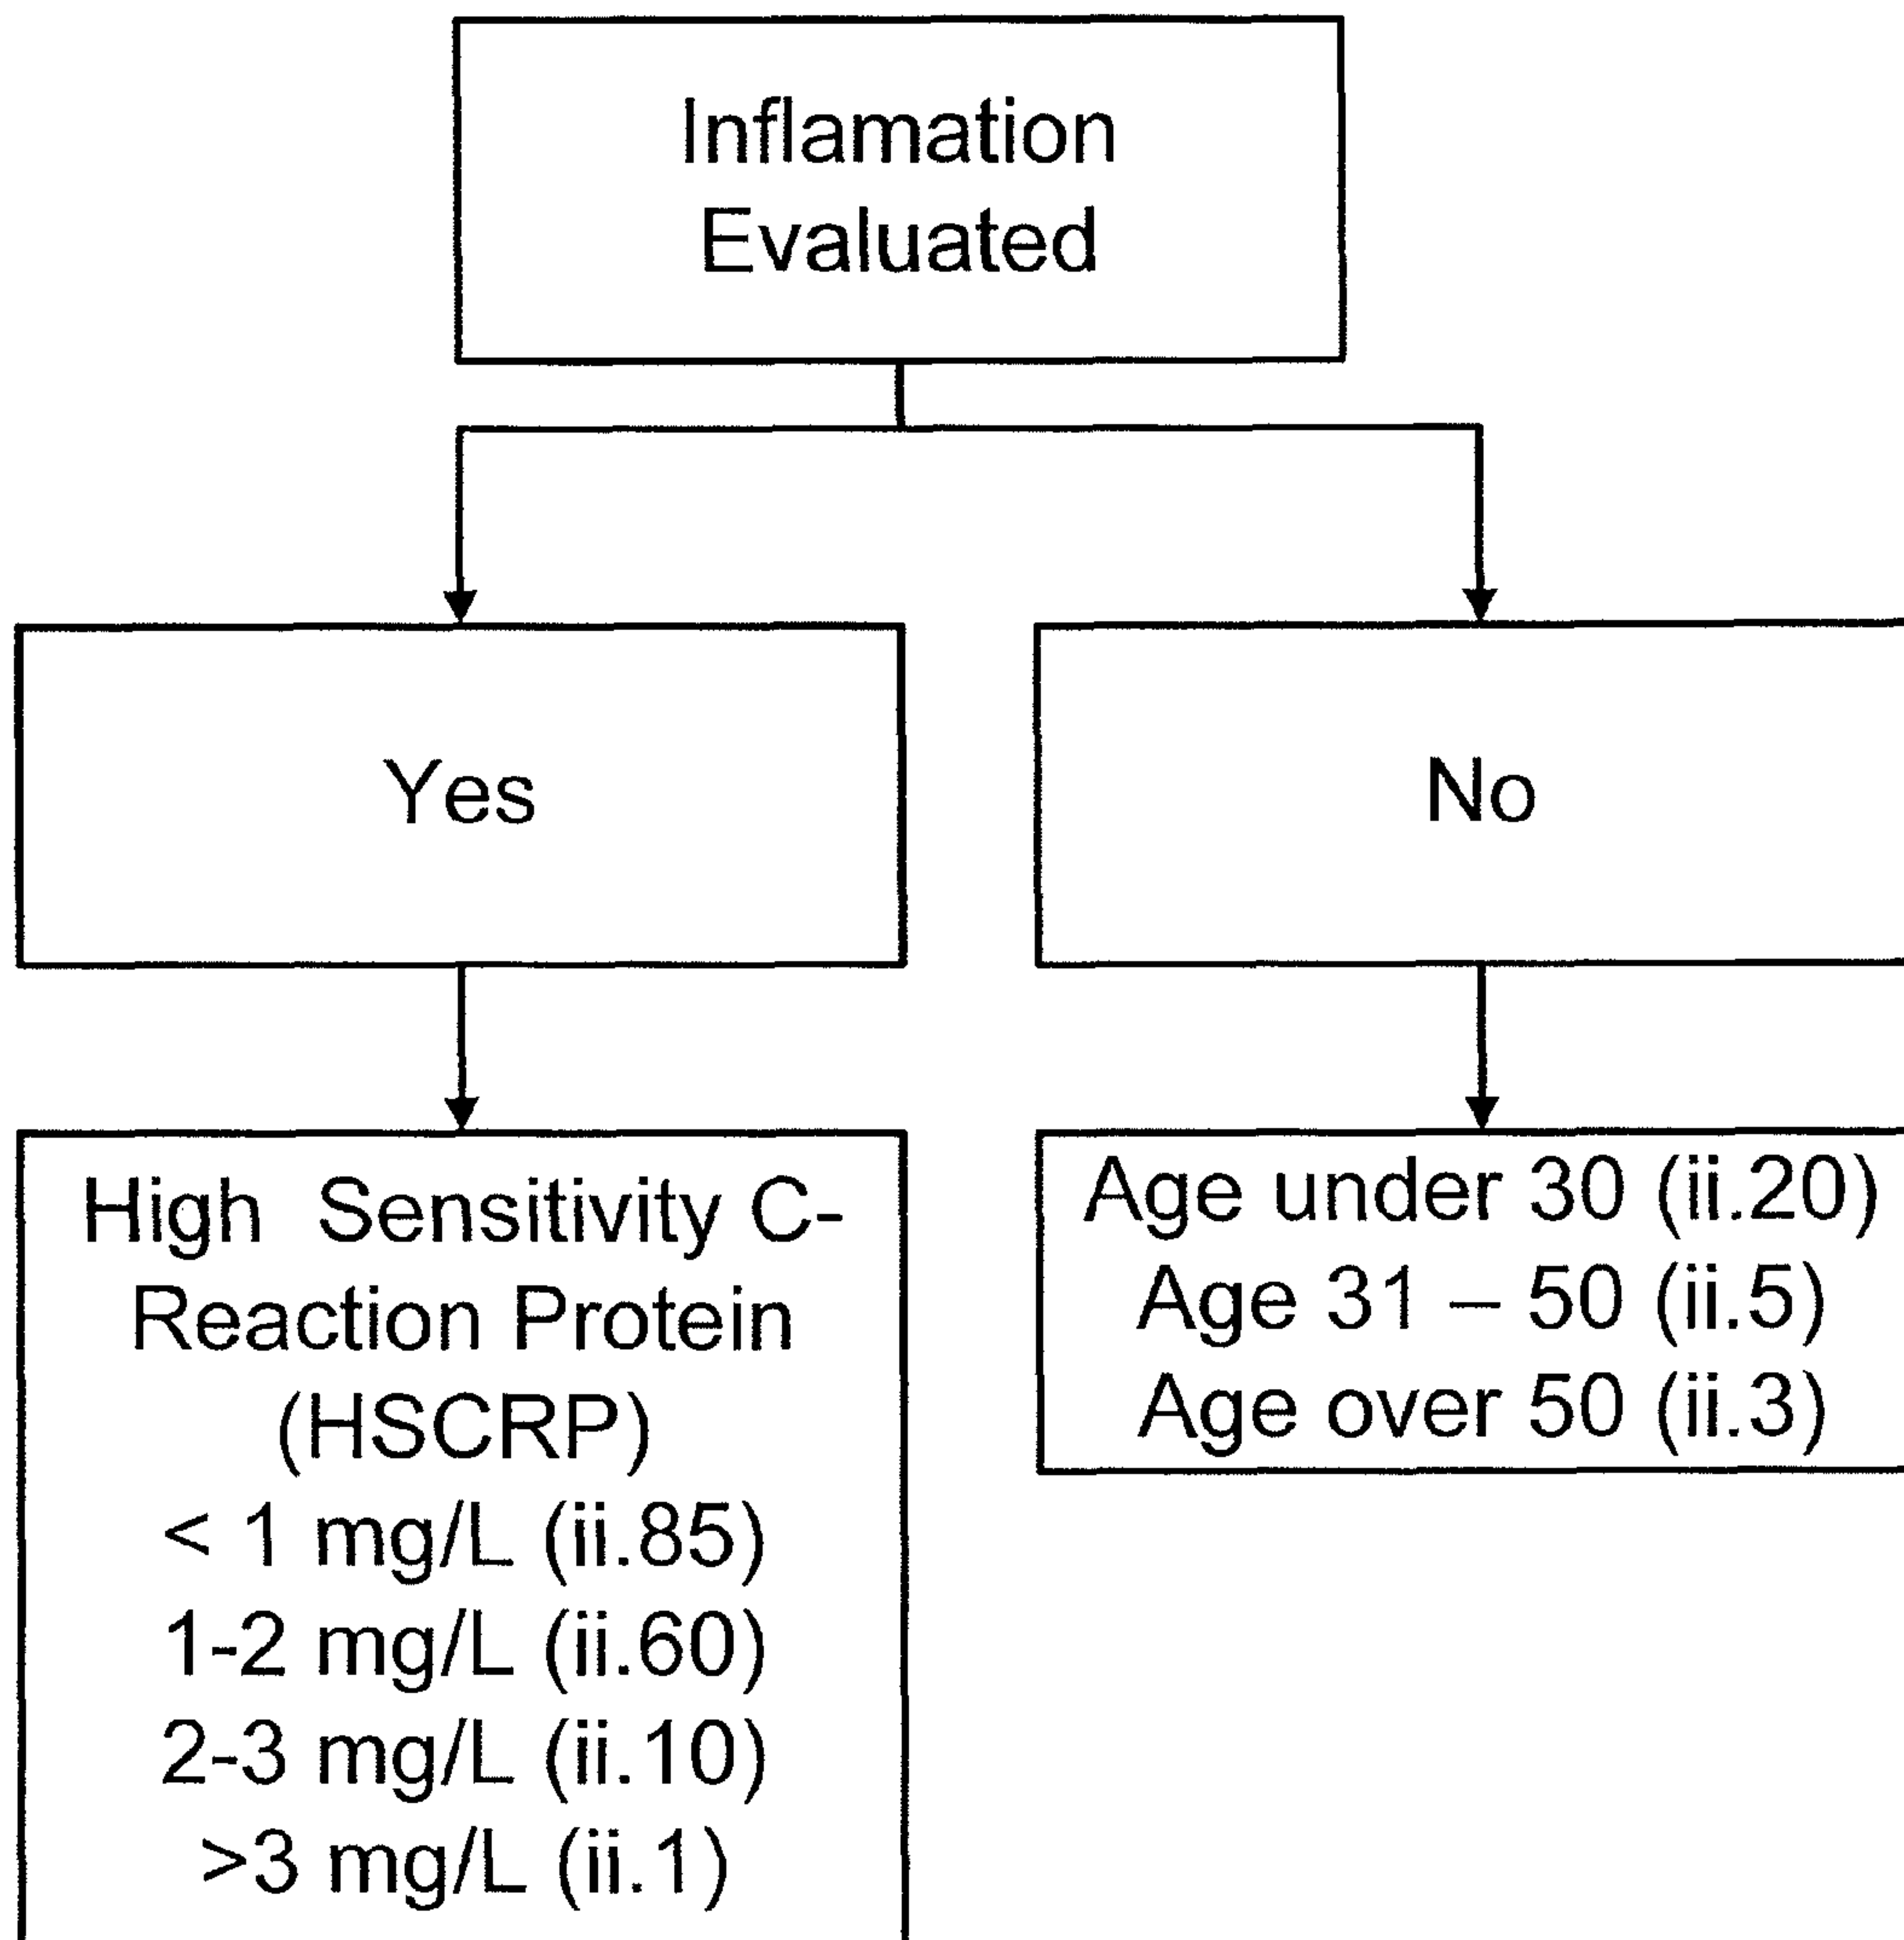 Inflamation
Evaluated
Yes
No
High Sensitivity C-
Reaction Protein
(HSCRP)
< 1 mg/L (ii.85)
1-2 mg/L (ii.60)
2-3 mg/L (ii.10)
>3 mg/L (ii.1)
Age under 30 (ii.20)
Age 31 – 50 (ii.5)
Age over 50 (ii.3)